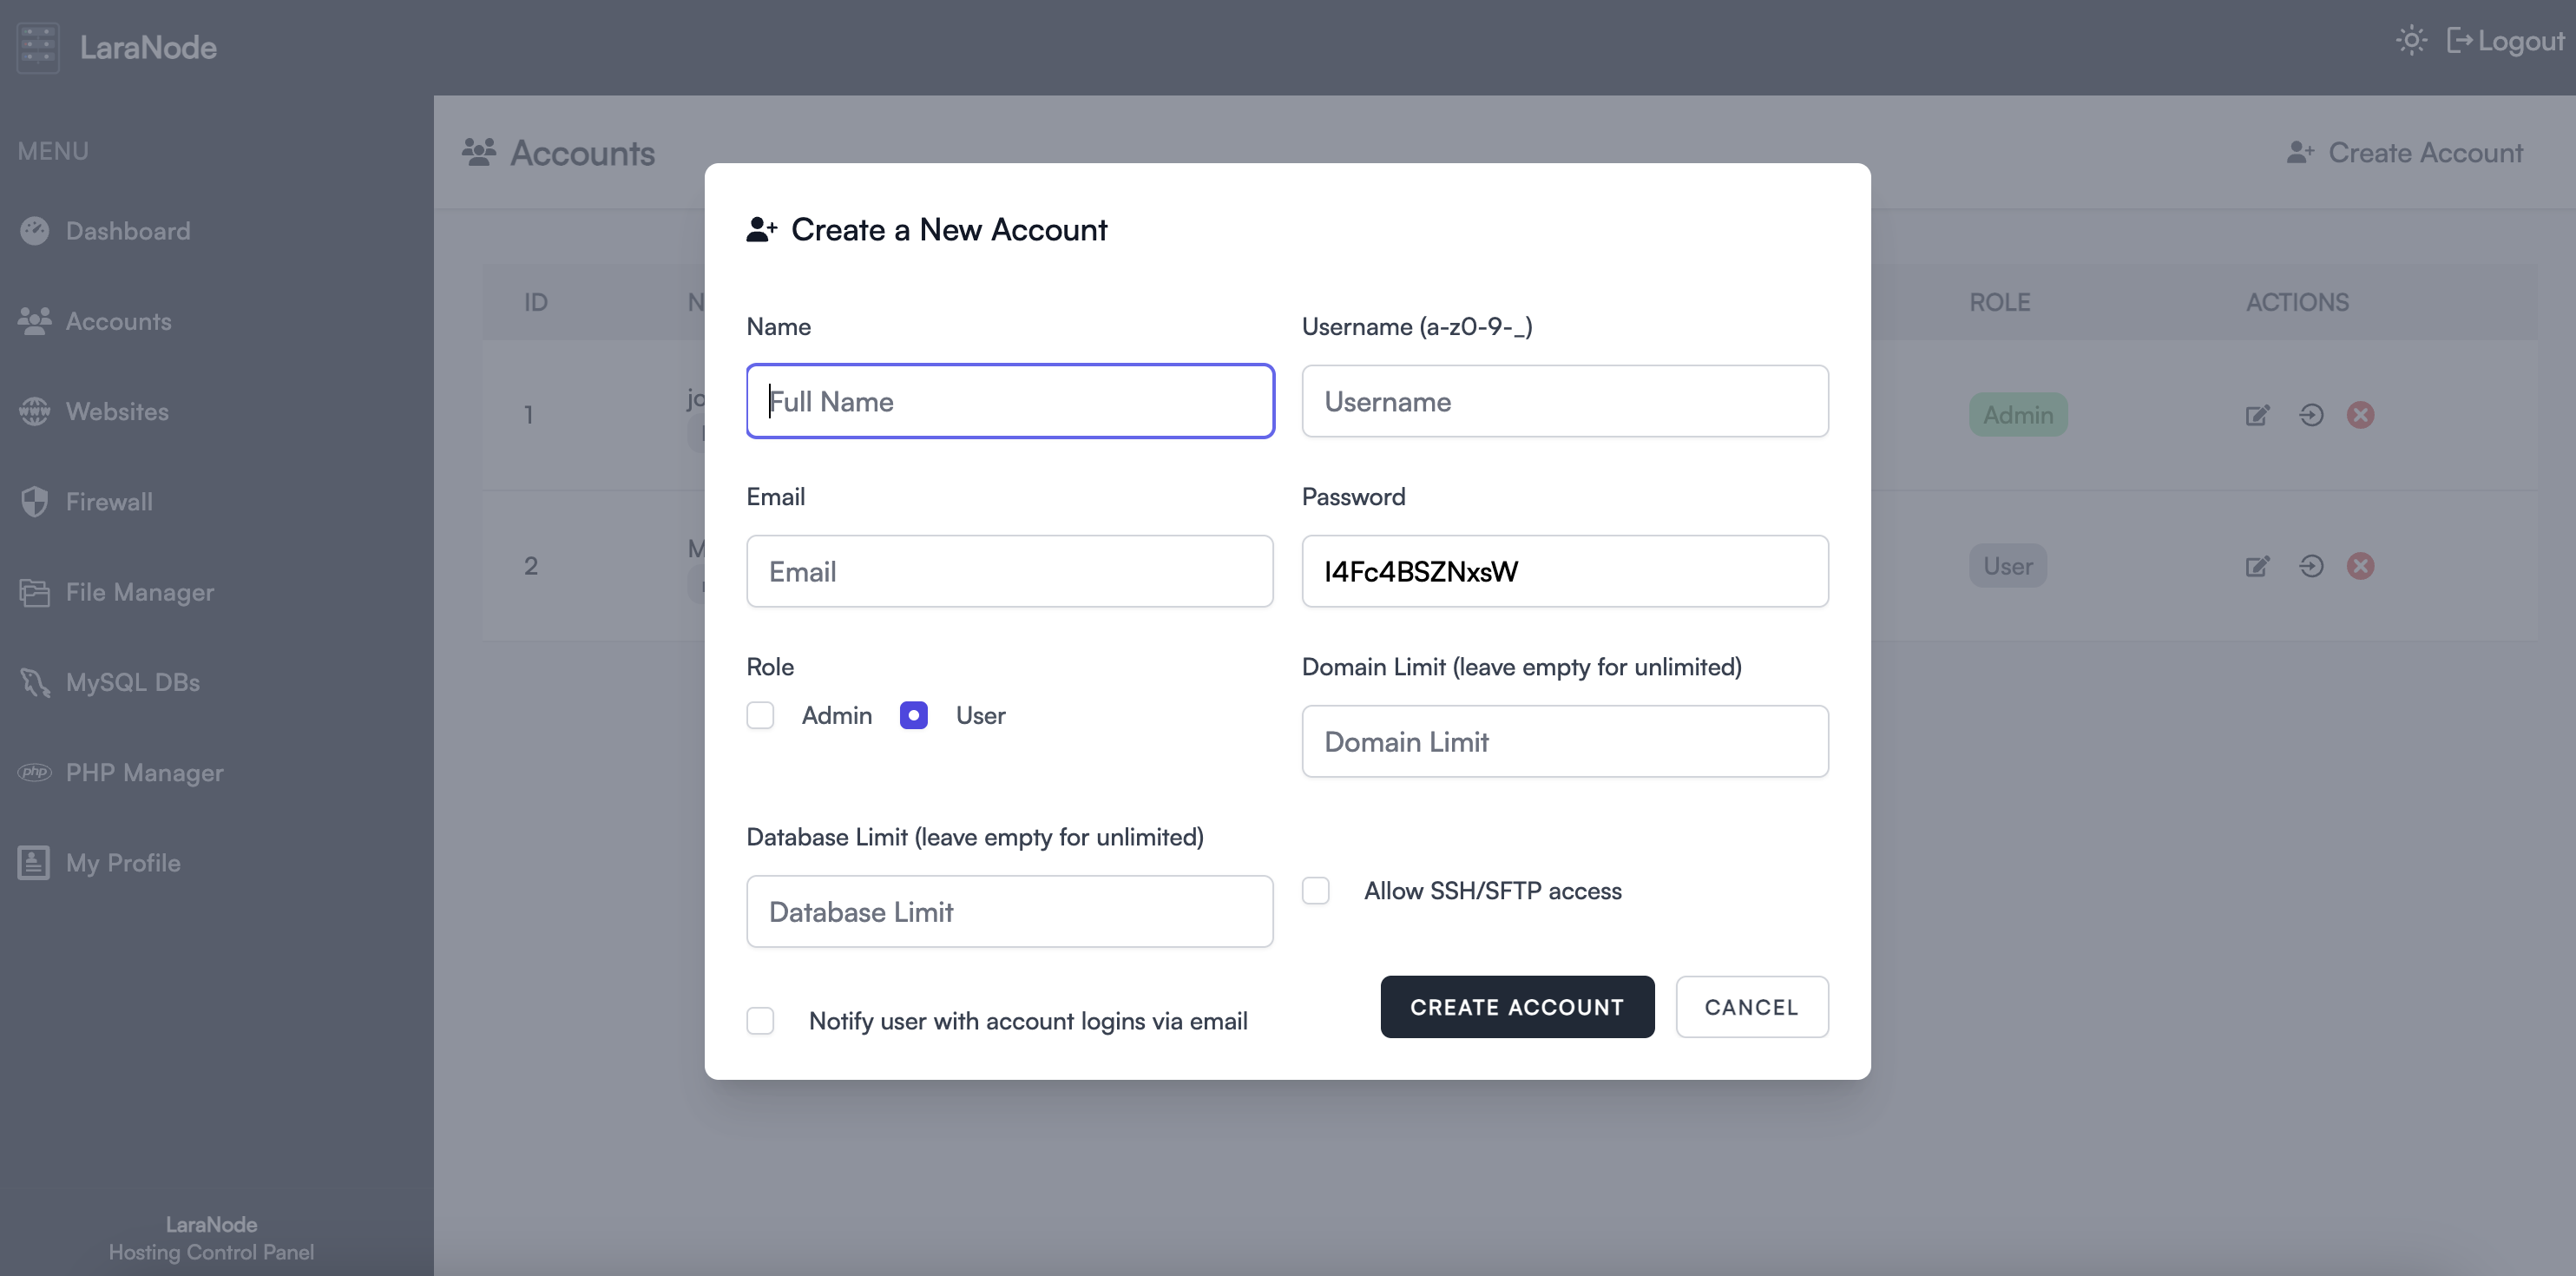 LaraNode
Logout
MENU
Dashboard
Accounts
Websites
Firewall
File Manager
MySQL DBs
php PHP Manager
My Profile
LaraNode
Hosting Control Panel
Accounts
Create Account
ID
ROLE ACTIONS
1 Admin
2 User
Create a New Account
Name Username (a-z0-9-_)
Full Name Username
Email Password
Email I4Fc4BSZNxsW
Role Domain Limit (leave empty for unlimited)
Admin User
Domain Limit
Database Limit (leave empty for unlimited)
Database Limit Allow SSH/SFTP access
Notify user with account logins via email
CREATE ACCOUNT CANCEL